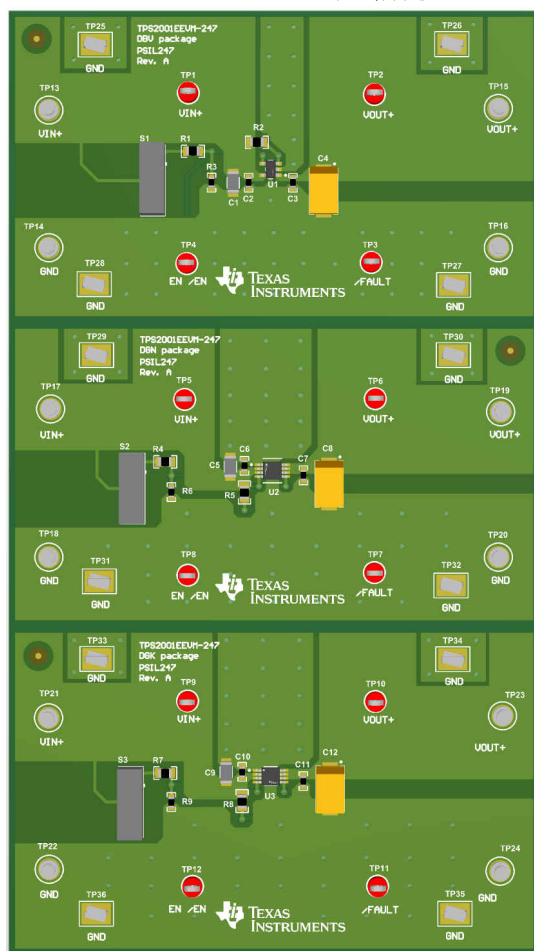 TP25
GND
TPS2001EEVM-247
DBV package
PSIL247
Rev. A
TP26
GND
TP13
VIN+
TP1
VIN+
TP2
VOUT+
TP15
VOUT+
S1
R1
R2
R3
C1
C2
U1
C3
C4
TP14
GND
TP28
GND
TP4
EN /EN
TEXAS
INSTRUMENTS
TP3
/FAULT
TP16
GND
TP27
GND
TP29
GND
TPS2001EEVM-247
DGN package
PSIL247
Rev. A
TP30
GND
TP17
VIN+
TP5
VIN+
TP6
VOUT+
TP19
VOUT+
S2
R4
R6
C5
C6
R5
U2
C7
C8
TP18
GND
TP31
GND
TP8
EN /EN
TEXAS
INSTRUMENTS
TP7
/FAULT
TP20
GND
TP32
GND
TP33
GND
TPS2001EEVM-247
DGK package
PSIL247
Rev. A
TP34
GND
TP21
VIN+
TP9
VIN+
TP10
VOUT+
TP23
VOUT+
S3
R7
R9
C9
C10
R8
U3
C11
C12
TP22
GND
TP36
GND
TP12
EN /EN
TEXAS
INSTRUMENTS
TP11
/FAULT
TP24
GND
TP35
GND